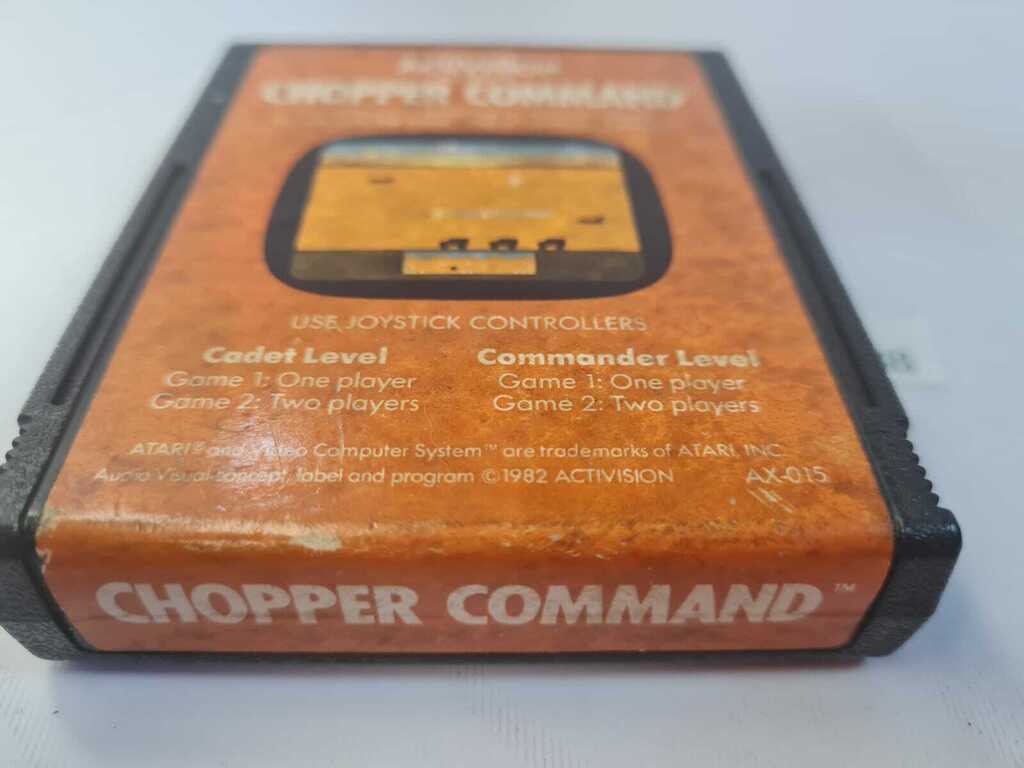 CHOPPER COMMAND
USE JOYSTICK CONTROLLERS
Cadet Level
Game 1: One player
Game 2: Two players
Commander Level
Game 1: One player
Game 2: Two players
ATARI® and Video Computer System™ are trademarks of ATARI, INC.
Audio Visual concept, label and program ©1982 ACTIVISION AX-015
CHOPPER COMMAND™